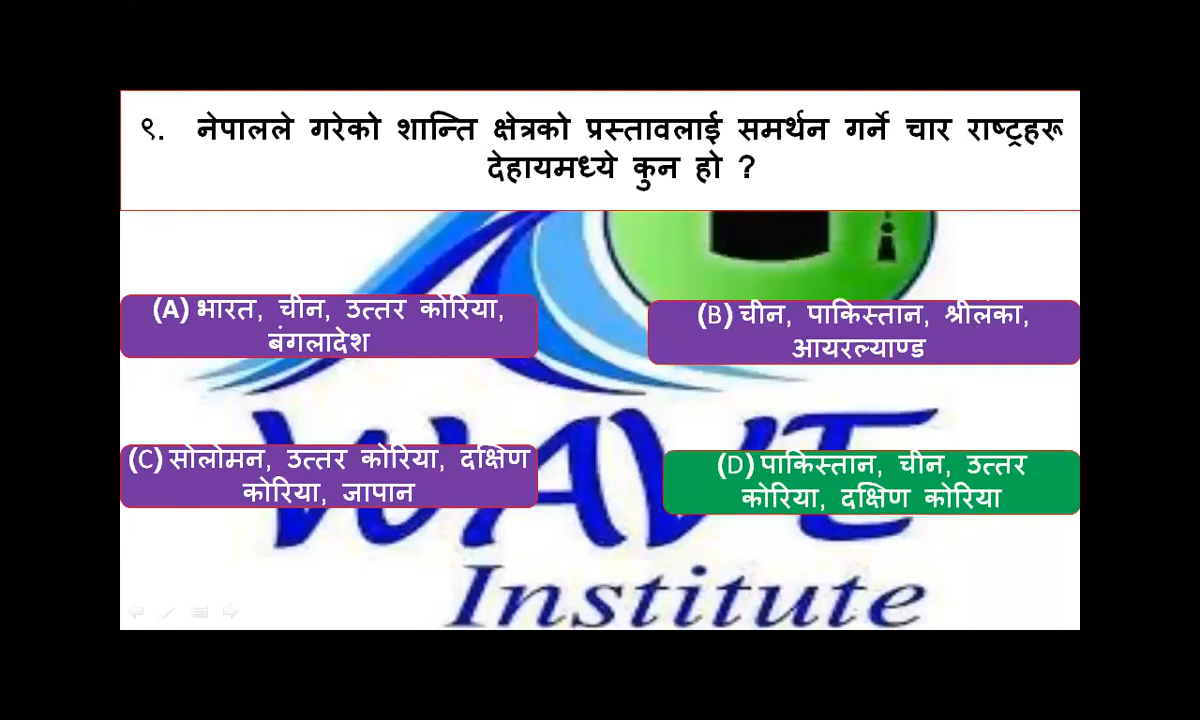 ९. नेपालले गरेको शान्ति क्षेत्रको प्रस्तावलाई समर्थन गर्ने चार राष्ट्रहरू
देहायमध्ये कुन हो ?
(A) भारत, चीन, उत्तर कोरिया,
बंगलादेश
(B) चीन, पाकिस्तान, श्रीलंका,
आयरल्याण्ड
(C) सोलोमन, उत्तर कोरिया, दक्षिण
कोरिया, जापान
(D) पाकिस्तान, चीन, उत्तर
कोरिया, दक्षिण कोरिया
WAVE
Institute